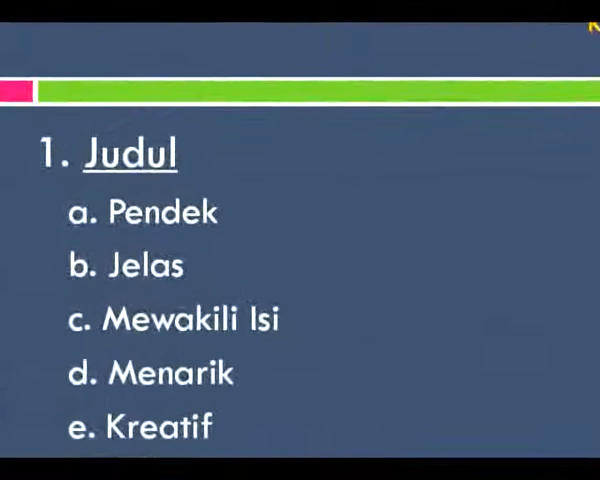 1. Judul
a. Pendek
b. Jelas
c. Mewakili Isi
d. Menarik
e. Kreatif